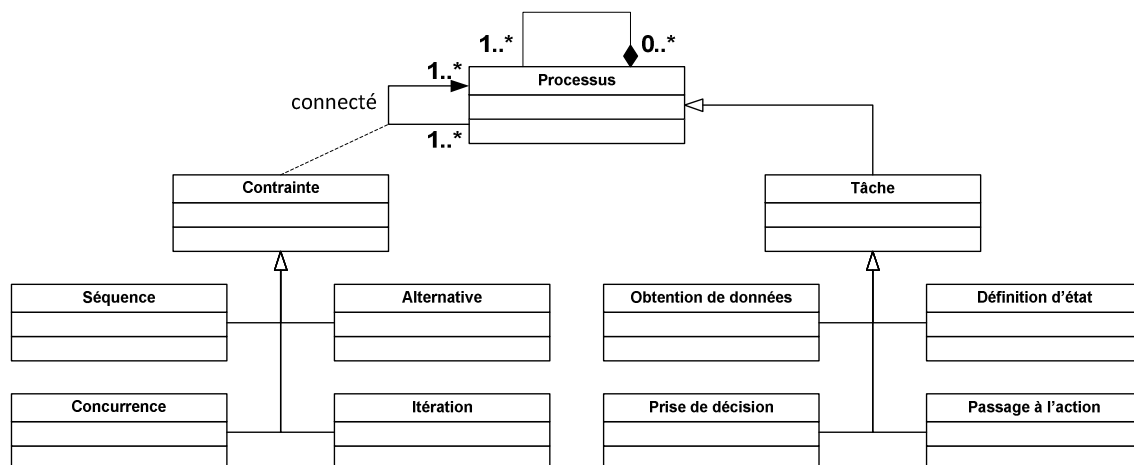 1..* 0..*
1..*
Processus
connecté
1..*
Contrainte Tâche
Séquence Alternative Obtention de données Définition d’état
Concurrence Itération Prise de décision Passage à l’action